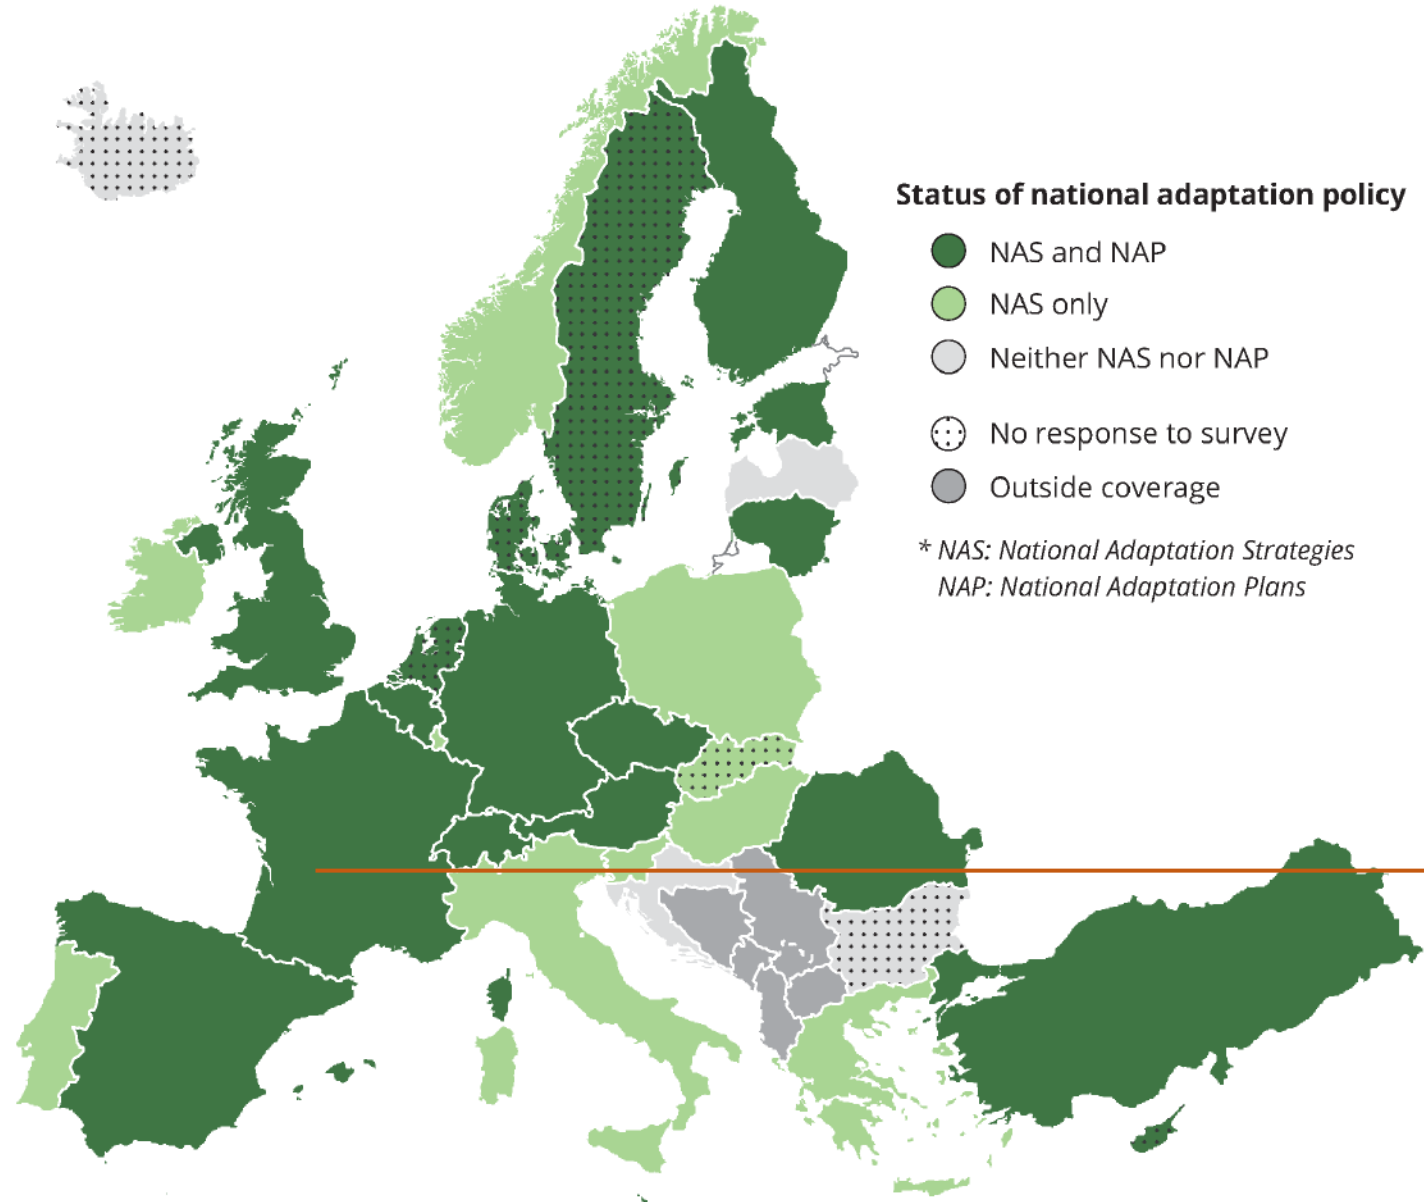 Status of national adaptation policy
NAS and NAP
NAS only
Neither NAS nor NAP
No response to survey
Outside coverage
* NAS: National Adaptation Strategies
NAP: National Adaptation Plans